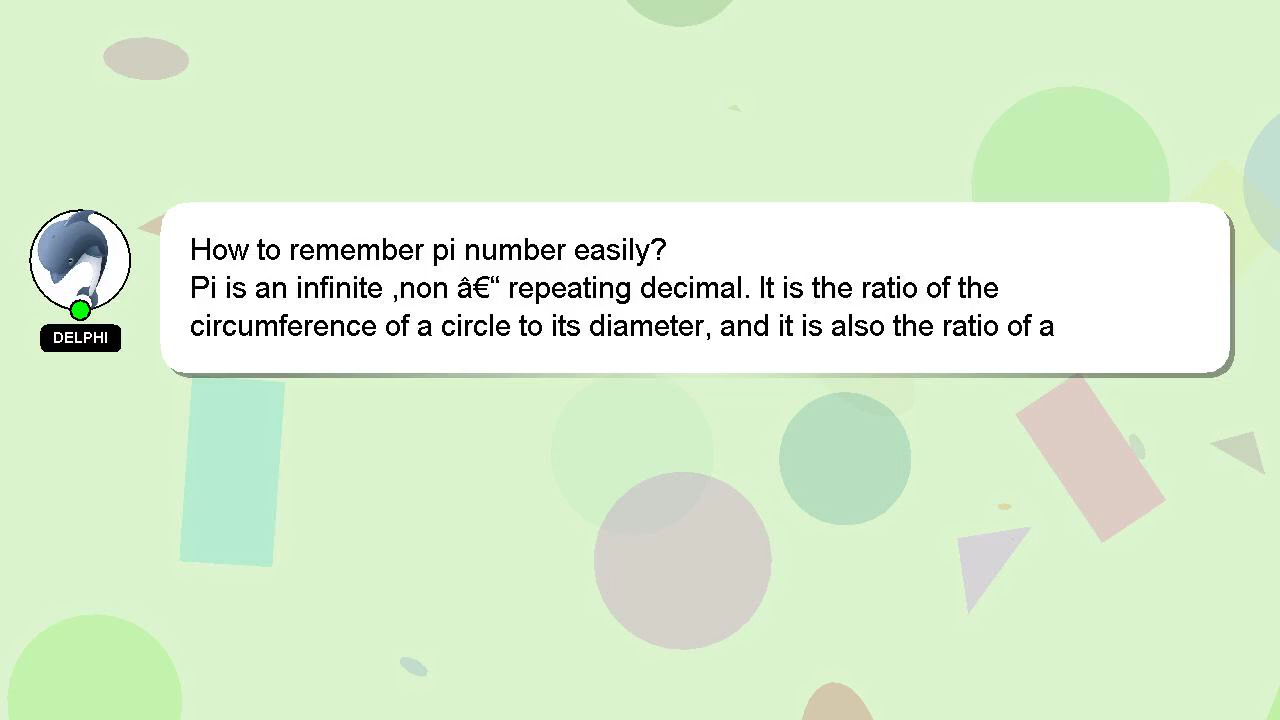 How to remember pi number easily?
Pi is an infinite ,non â€“ repeating decimal. It is the ratio of the
circumference of a circle to its diameter, and it is also the ratio of a
DELPHI